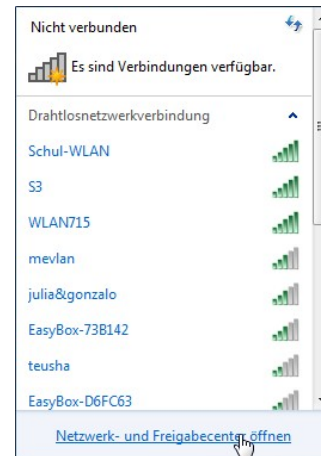 Nicht verbunden
Es sind Verbindungen verfügbar.
Drahtlosnetzwerkverbindung
Schul-WLAN
S3
WLAN715
mevlan
julia&gonzalo
EasyBox-73B142
teusha
EasyBox-D6FC63
Netzwerk- und Freigabecenter öffnen